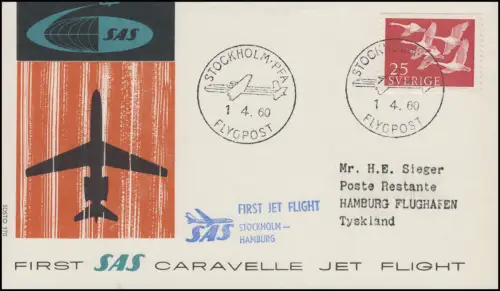 SAS
STOCKHOLM·PFA
1 4. 60
FLYGPOST
STOCKHOLM
1 4. 60
FLYGPOST
25
SVERIGE
Mr. H.E. Sieger
Poste Restante
HAMBURG FLUGHAFEN
Tyskland
FIRST JET FLIGHT
SAS
STOCKHOLM —
HAMBURG
FIRST SAS CARAVELLE JET FLIGHT